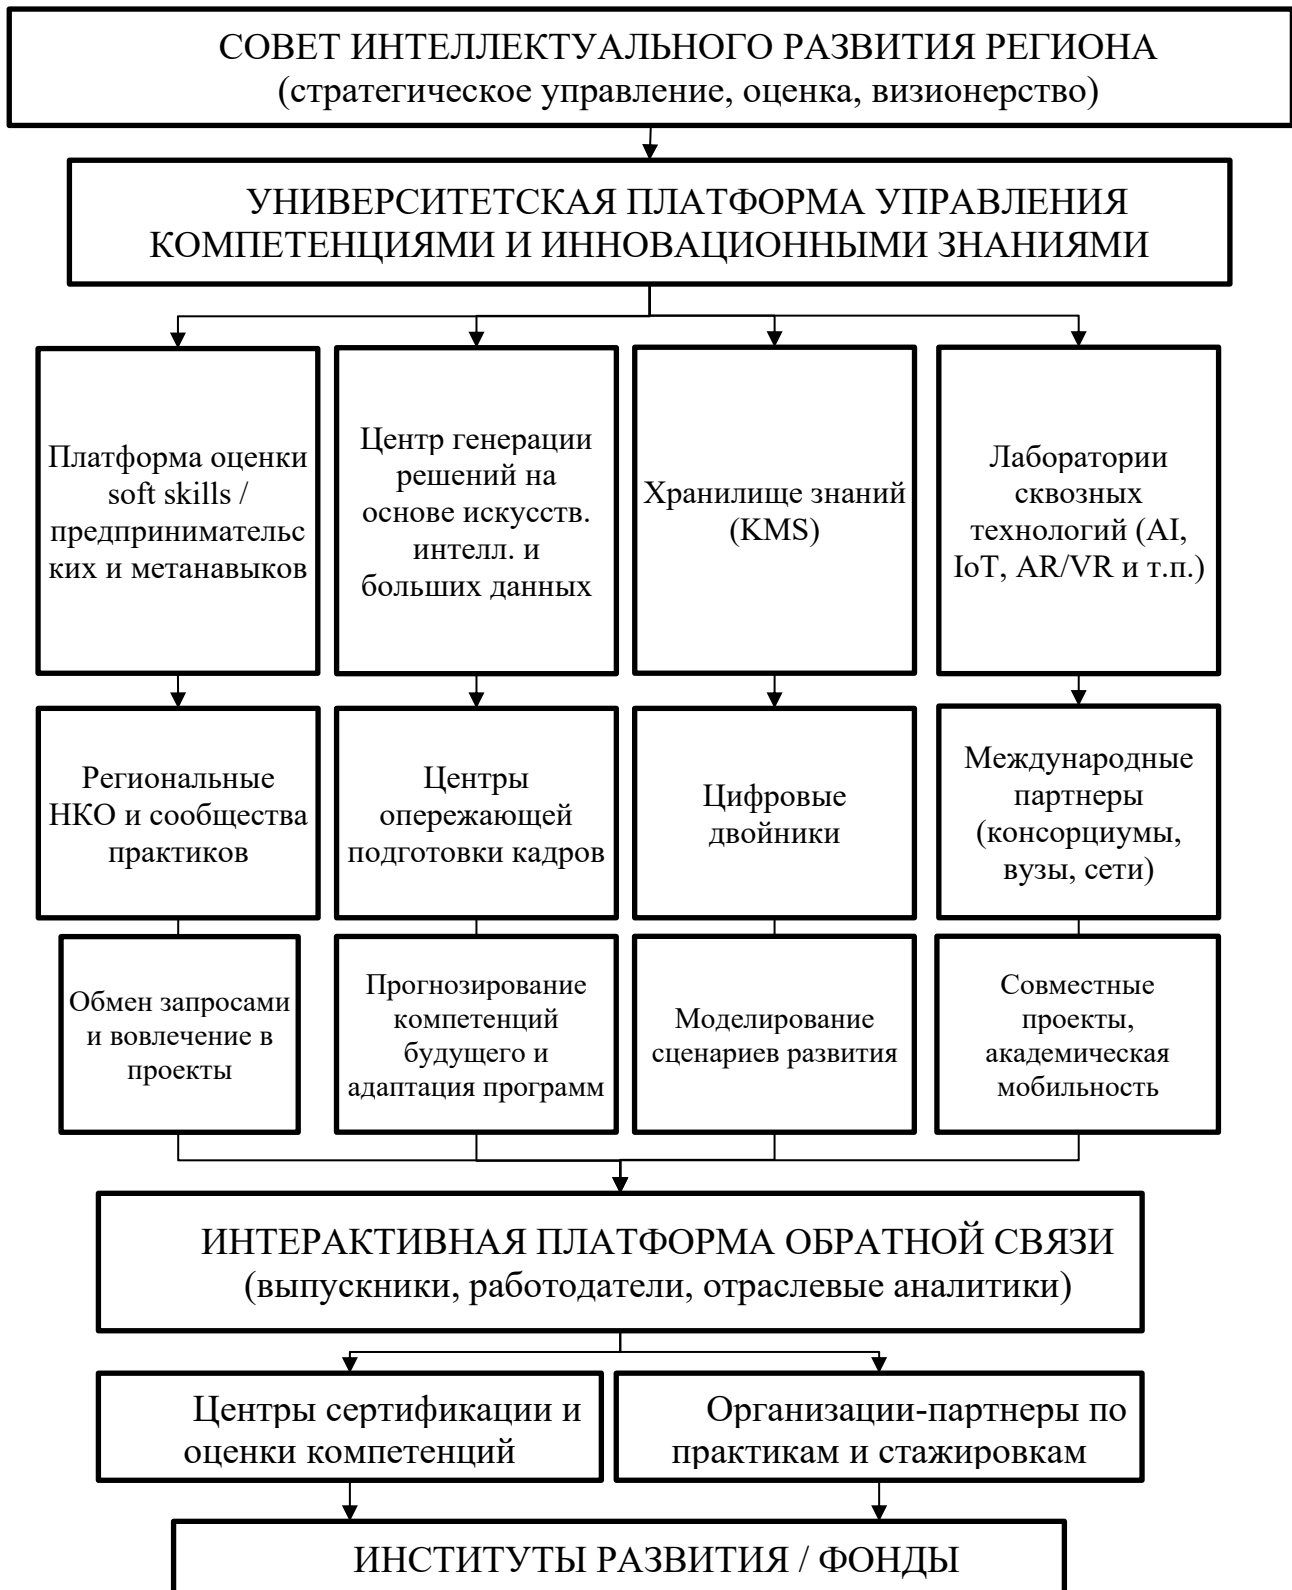 СОВЕТ ИНТЕЛЛЕКТУАЛЬНОГО РАЗВИТИЯ РЕГИОНА
(стратегическое управление, оценка, визионерство)
УНИВЕРСИТЕТСКАЯ ПЛАТФОРМА УПРАВЛЕНИЯ
КОМПЕТЕНЦИЯМИ И ИННОВАЦИОННЫМИ ЗНАНИЯМИ
Платформа оценки
soft skills /
предпринимательс
ких и метанавыков
Центр генерации
решений на
основе искусств.
интелл. и
больших данных
Хранилище знаний
(KMS)
Лаборатории
сквозных
технологий (AI,
IoT, AR/VR и т.п.)
Региональные
НКО и сообщества
практиков
Центры
опережающей
подготовки кадров
Цифровые
двойники
Международные
партнеры
(консорциумы,
вузы, сети)
Обмен запросами
и вовлечение в
проекты
Прогнозирование
компетенций
будущего и
адаптация программ
Моделирование
сценариев развития
Совместные
проекты,
академическая
мобильность
ИНТЕРАКТИВНАЯ ПЛАТФОРМА ОБРАТНОЙ СВЯЗИ
(выпускники, работодатели, отраслевые аналитики)
Центры сертификации и
оценки компетенций
Организации-партнеры по
практикам и стажировкам
ИНСТИТУТЫ РАЗВИТИЯ / ФОНДЫ